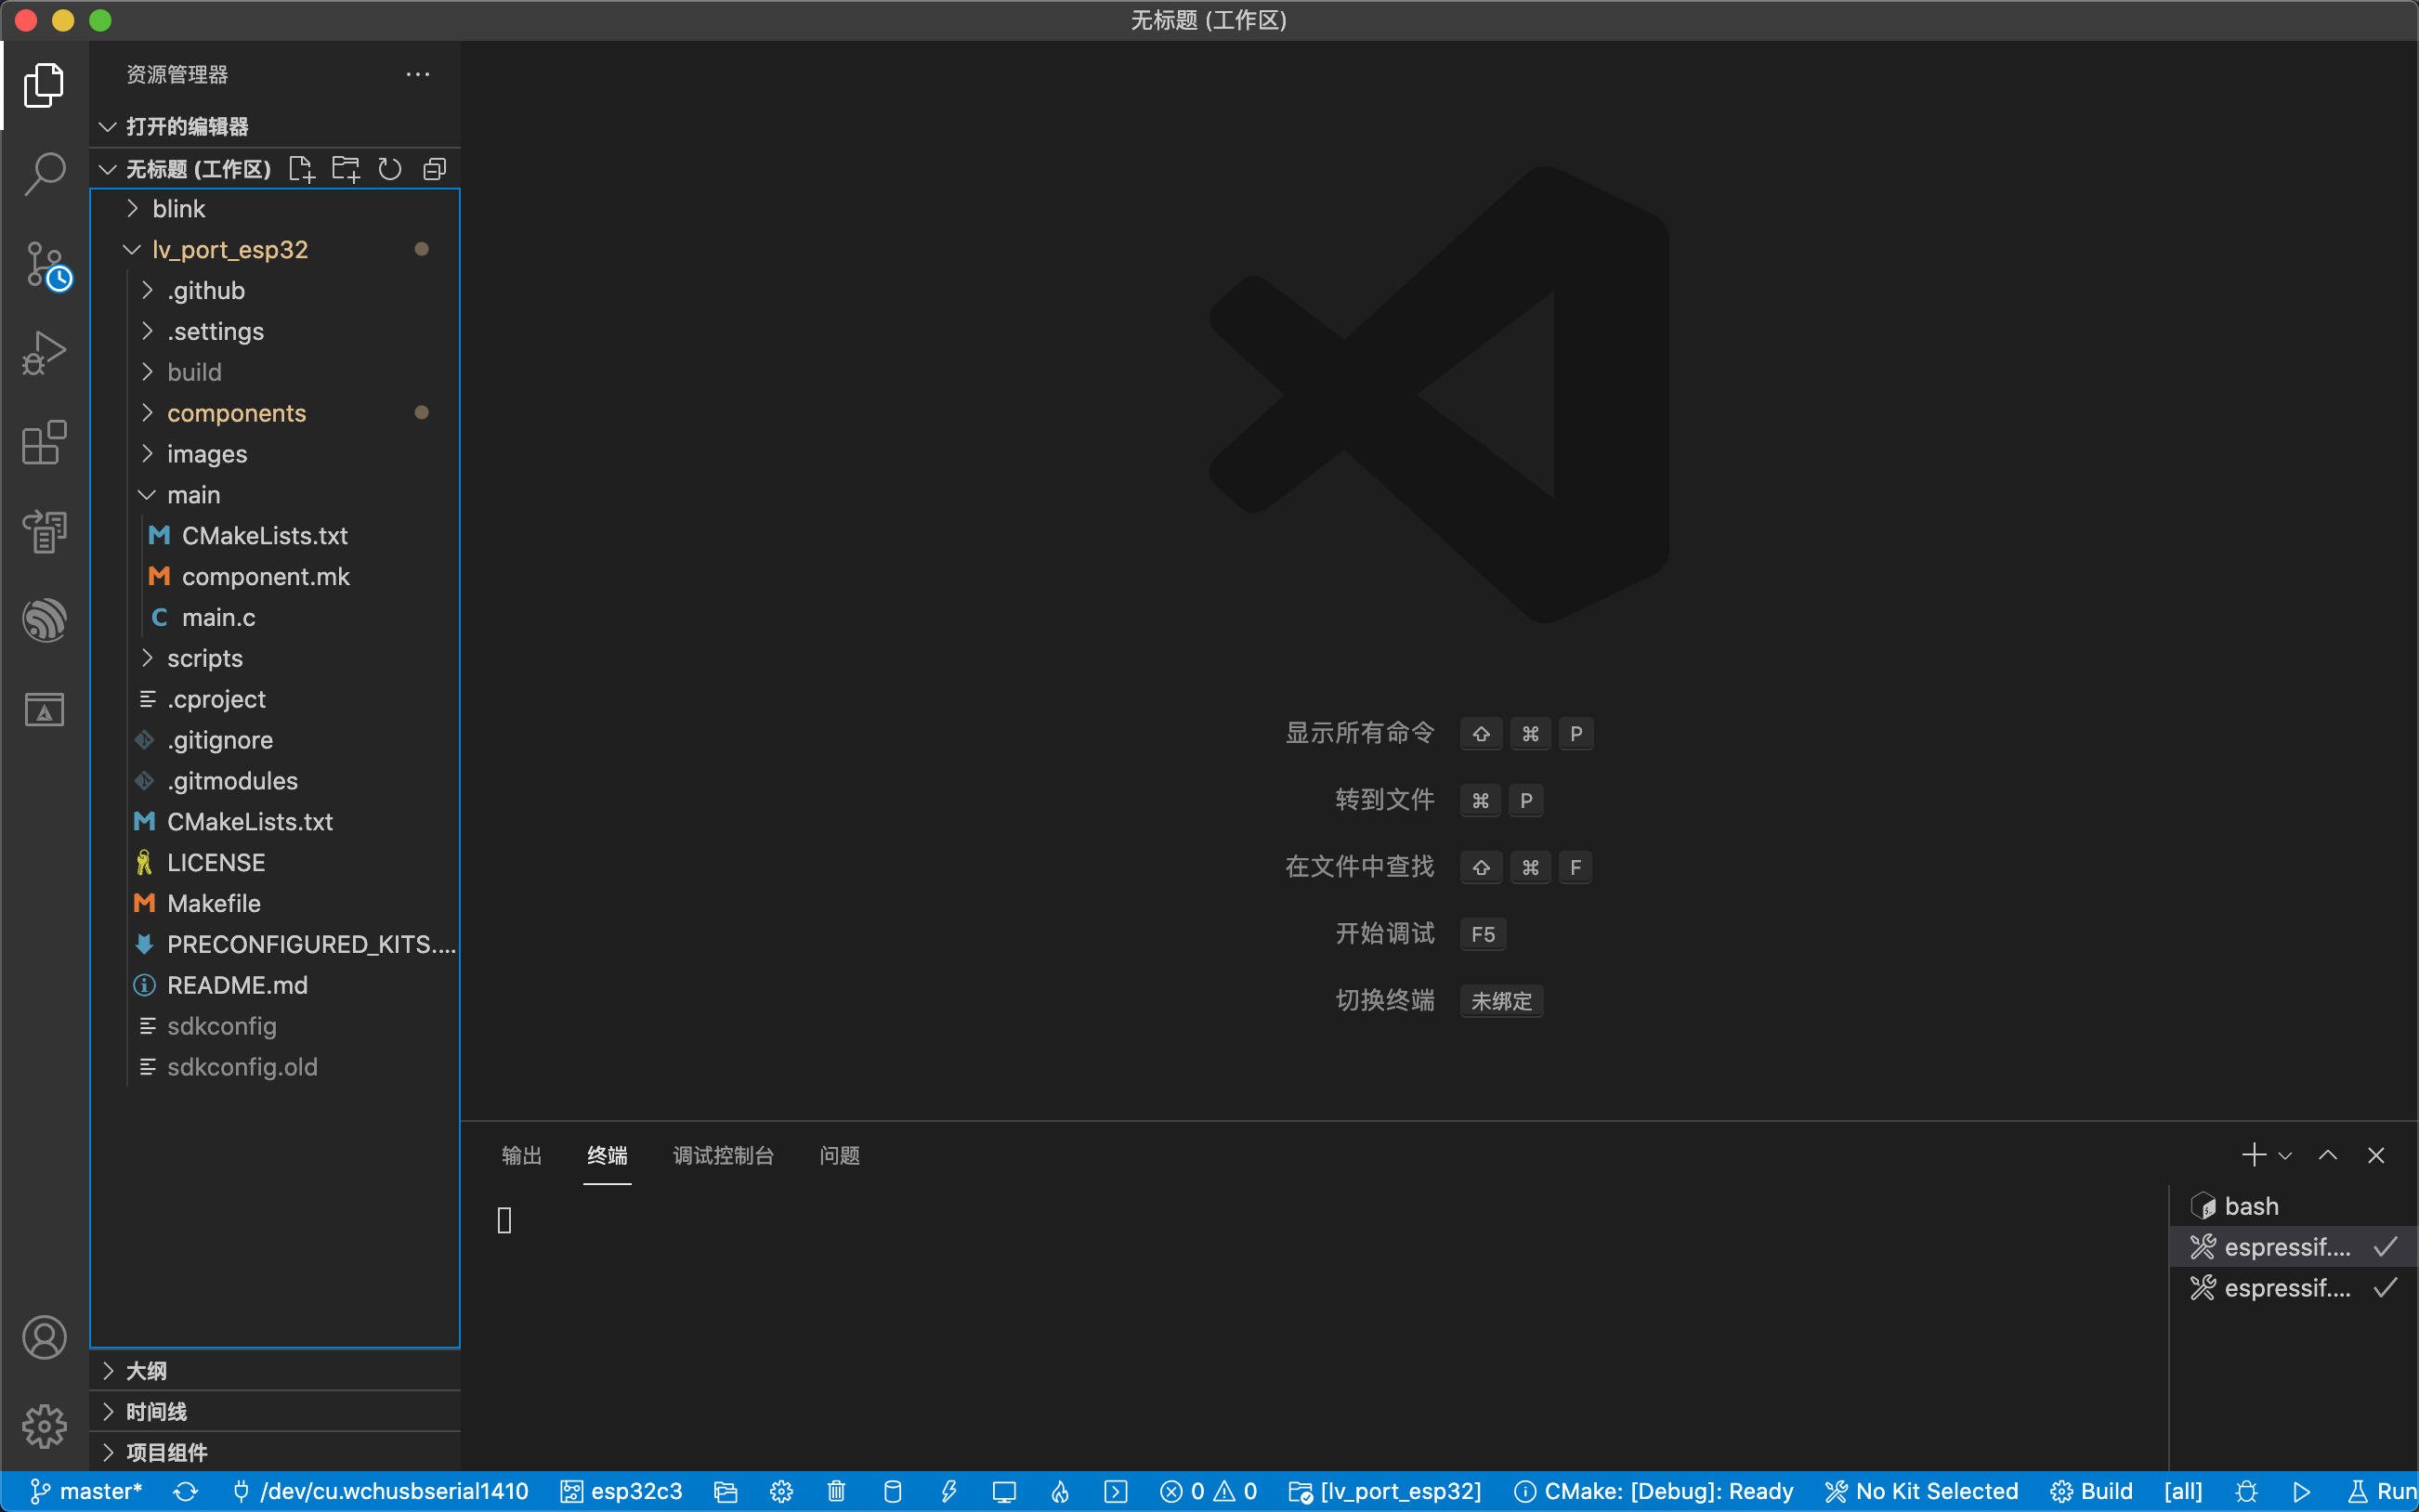 无标题 (工作区)
资源管理器
打开的编辑器
无标题 (工作区)
blink
lv_port_esp32
.github
.settings
build
components
images
main
CMakeLists.txt
component.mk
main.c
scripts
.cproject
.gitignore
.gitmodules
CMakeLists.txt
LICENSE
Makefile
PRECONFIGURED_KITS....
README.md
sdkconfig
sdkconfig.old
大纲
时间线
项目组件
显示所有命令 ⇧ ⌘ P
转到文件 ⌘ P
在文件中查找 ⇧ ⌘ F
开始调试 F5
切换终端 未绑定
输出 终端 调试控制台 问题
bash
espressif....
espressif....
master* /dev/cu.wchusbserial1410 esp32c3 0 0 [lv_port_esp32] CMake: [Debug]: Ready No Kit Selected Build [all] Run